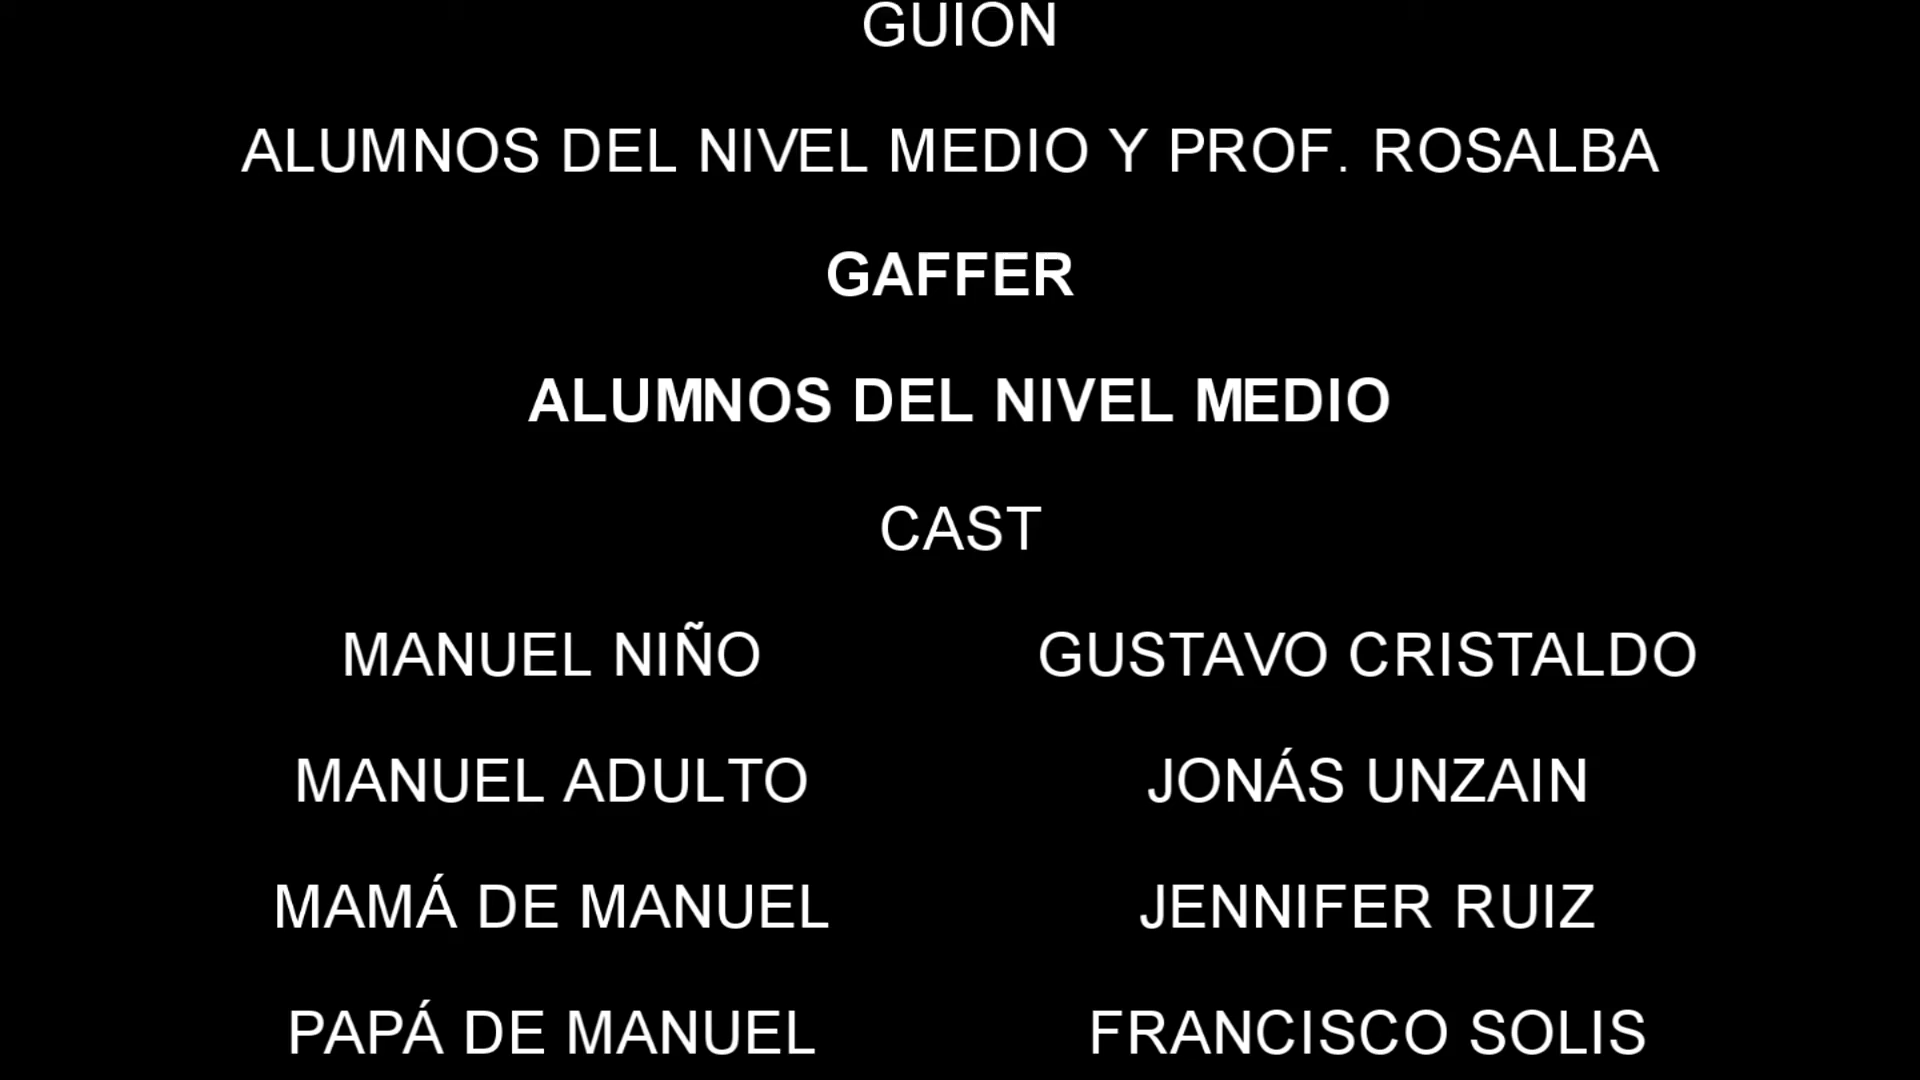 GUION
ALUMNOS DEL NIVEL MEDIO Y PROF. ROSALBA
GAFFER
ALUMNOS DEL NIVEL MEDIO
CAST
MANUEL NIÑO GUSTAVO CRISTALDO
MANUEL ADULTO JONÁS UNZAIN
MAMÁ DE MANUEL JENNIFER RUIZ
PAPÁ DE MANUEL FRANCISCO SOLIS